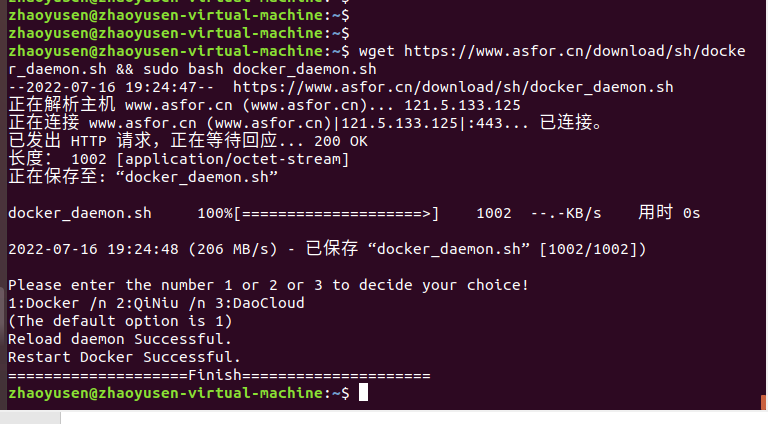 zhaoyusen@zhaoyusen-virtual-machine:~$
zhaoyusen@zhaoyusen-virtual-machine:~$
zhaoyusen@zhaoyusen-virtual-machine:~$
zhaoyusen@zhaoyusen-virtual-machine:~$ wget https://www.asfor.cn/download/sh/docke
r_daemon.sh && sudo bash docker_daemon.sh
--2022-07-16 19:24:47--  https://www.asfor.cn/download/sh/docker_daemon.sh
正在解析主机 www.asfor.cn (www.asfor.cn)... 121.5.133.125
正在连接 www.asfor.cn (www.asfor.cn)|121.5.133.125|:443... 已连接。
已发出 HTTP 请求，正在等待回应... 200 OK
长度： 1002 [application/octet-stream]
正在保存至: “docker_daemon.sh”
docker_daemon.sh     100%[====================>]    1002  --.-KB/s    用时 0s
2022-07-16 19:24:48 (206 MB/s) - 已保存 “docker_daemon.sh” [1002/1002])
Please enter the number 1 or 2 or 3 to decide your choice!
1:Docker /n 2:QiNiu /n 3:DaoCloud
(The default option is 1)
Reload daemon Successful.
Restart Docker Successful.
====================Finish=====================
zhaoyusen@zhaoyusen-virtual-machine:~$